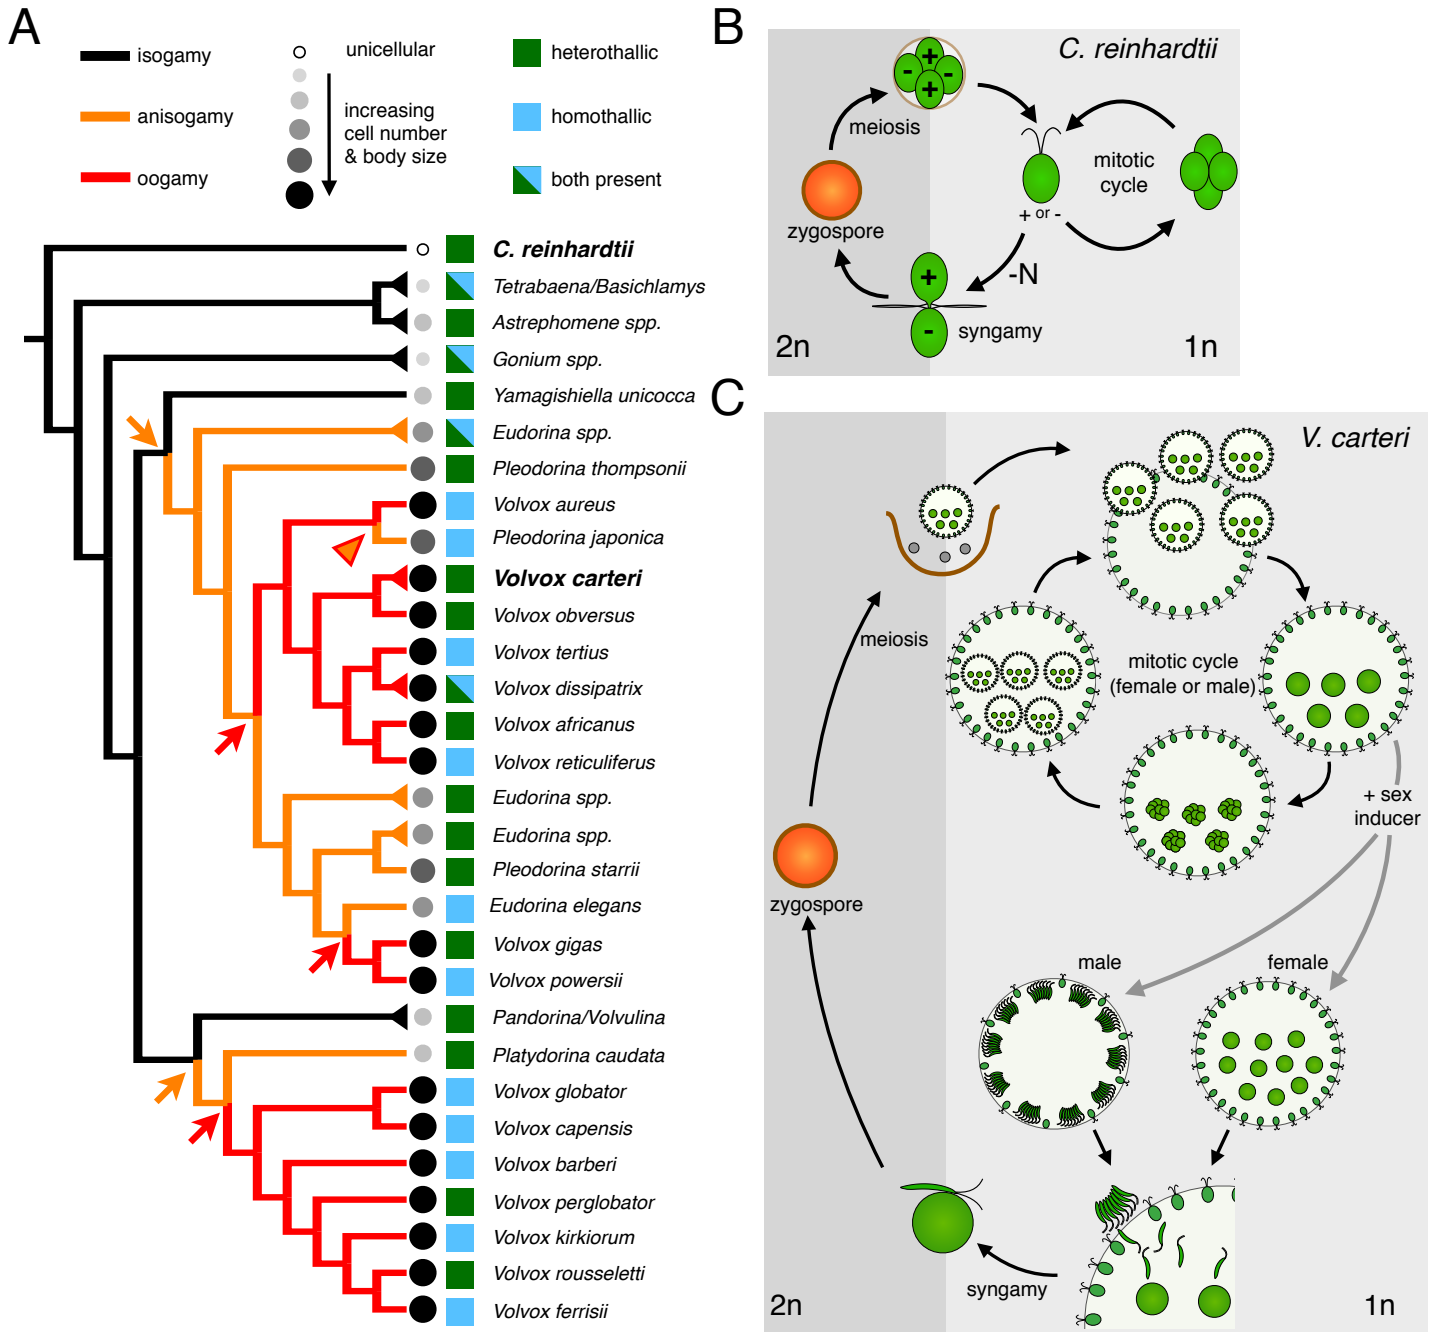 A
isogamy
anisogamy
oogamy
unicellular
increasing
cell number
& body size
heterothallic
homothallic
both present
C. reinhardtii
Tetrabaena/Basichlamys
Astrephomene spp.
Gonium spp.
Yamagishiella unicocca
Eudorina spp.
Pleodorina thompsonii
Volvox aureus
Pleodorina japonica
Volvox carteri
Volvox obversus
Volvox tertius
Volvox dissipatrix
Volvox africanus
Volvox reticuliferus
Eudorina spp.
Eudorina spp.
Pleodorina starrii
Eudorina elegans
Volvox gigas
Volvox powersii
Pandorina/Volvulina
Platydorina caudata
Volvox globator
Volvox capensis
Volvox barberi
Volvox perglobator
Volvox kirkiorum
Volvox rousseletti
Volvox ferrisii
B
C. reinhardtii
+
- -
+
meiosis
mitotic
cycle
+ or -
zygospore
+
-N
-
syngamy
2n
1n
C
V. carteri
meiosis
mitotic cycle
(female or male)
+ sex
inducer
zygospore
male
female
syngamy
2n
1n